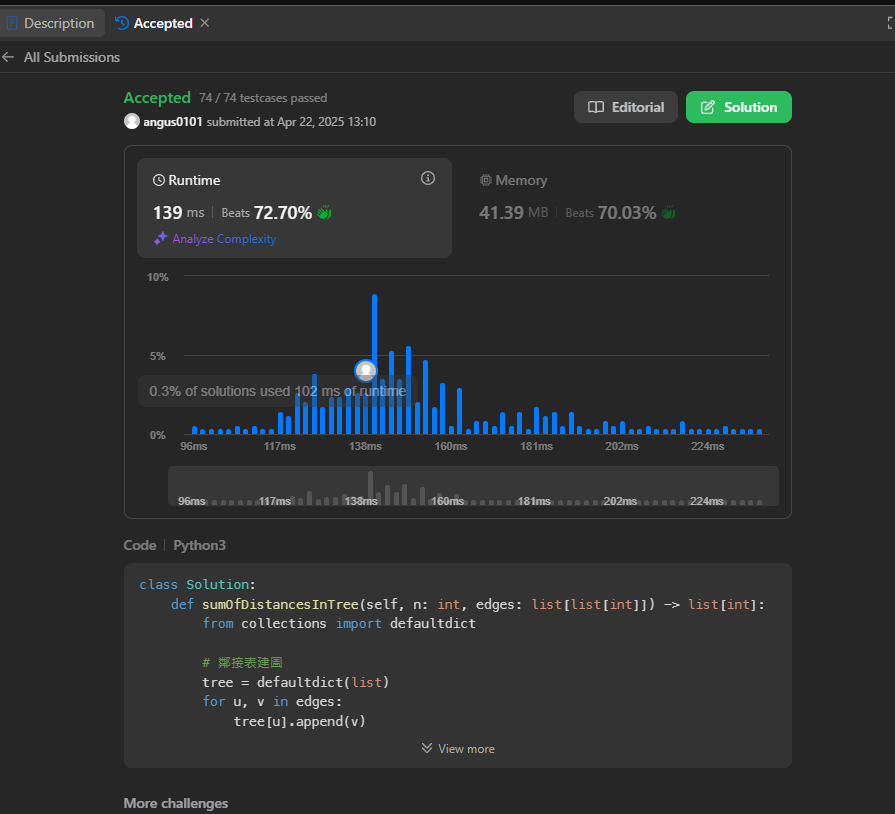 Description
Accepted
All Submissions
Accepted 74 / 74 testcases passed
angus0101 submitted at Apr 22, 2025 13:10
Editorial
Solution
Runtime
139 ms | Beats 72.70%
Analyze Complexity
Memory
41.39 MB | Beats 70.03%
10%
5%
0.3% of solutions used 102 ms of runtime
0%
96ms 117ms 138ms 160ms 181ms 202ms 224ms
96ms 117ms 138ms 160ms 181ms 202ms 224ms
Code | Python3
class Solution:
    def sumOfDistancesInTree(self, n: int, edges: list[list[int]]) -> list[int]:
        from collections import defaultdict
        # 鄰接表建圖
        tree = defaultdict(list)
        for u, v in edges:
            tree[u].append(v)
View more
More challenges